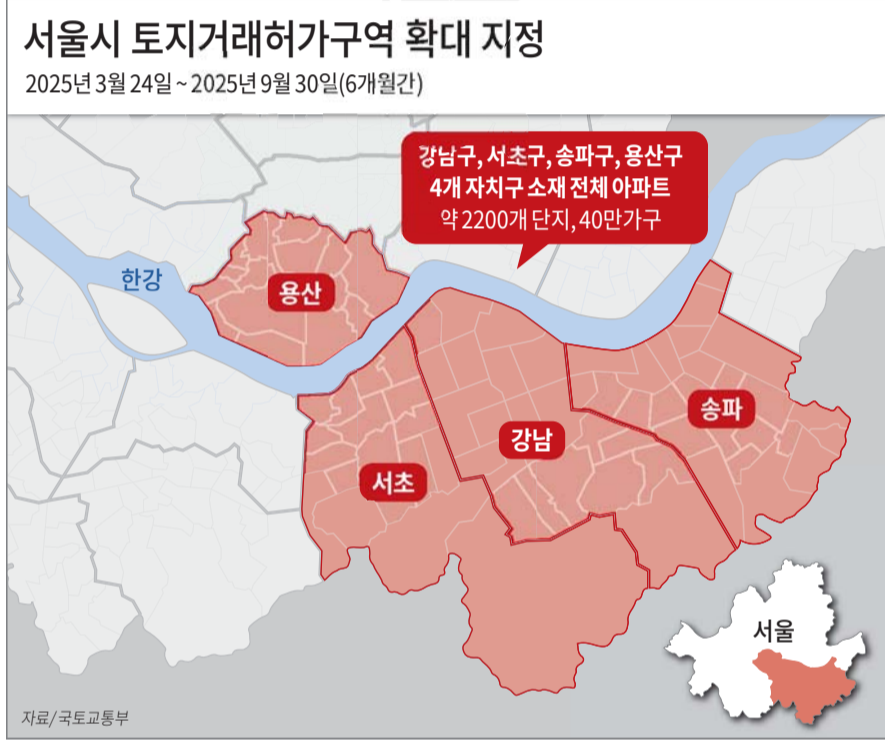 서울시 토지거래허가구역 확대 지정
2025년 3월 24일 ~ 2025년 9월 30일(6개월간)
강남구, 서초구, 송파구, 용산구
4개 자치구 소재 전체 아파트
약 2200개 단지, 40만가구
한강
용산
송파
강남
서초
서울
자료/국토교통부